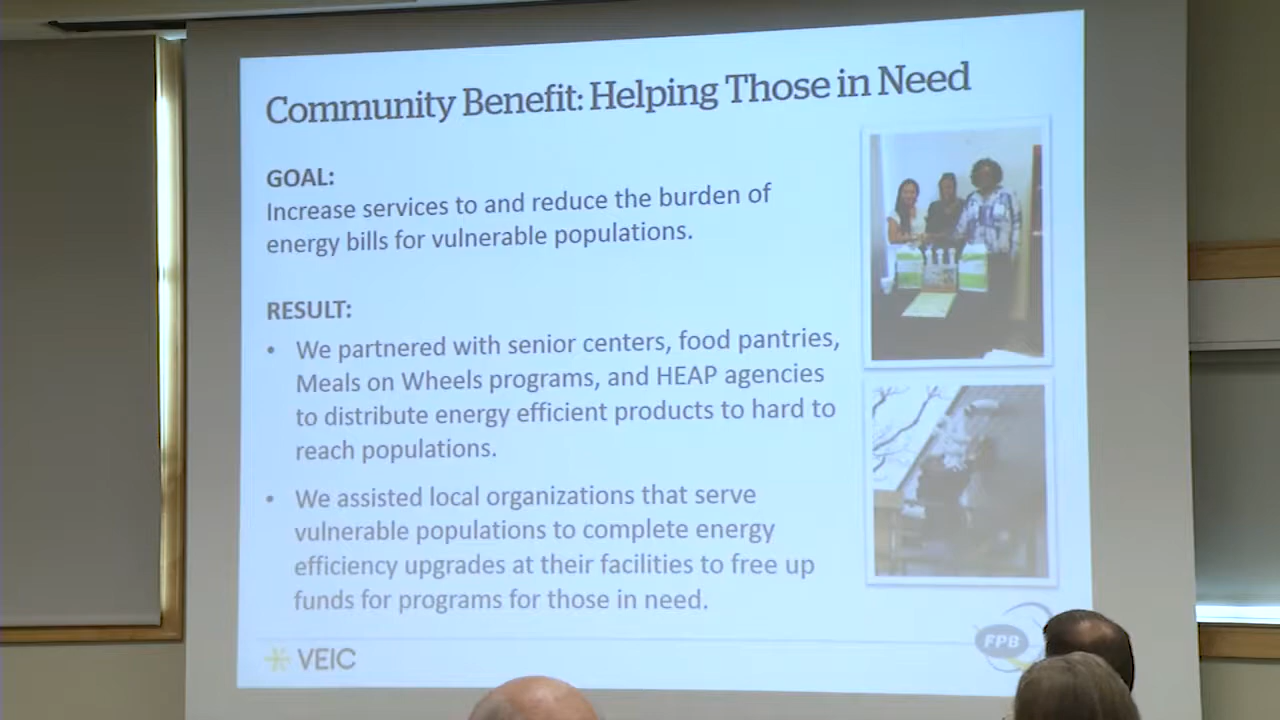 Community Benefit: Helping Those in Need
GOAL:
Increase services to and reduce the burden of
energy bills for vulnerable populations.
RESULT:
• We partnered with senior centers, food pantries,
Meals on Wheels programs, and HEAP agencies
to distribute energy efficient products to hard to
reach populations.
• We assisted local organizations that serve
vulnerable populations to complete energy
efficiency upgrades at their facilities to free up
funds for programs for those in need.
VEIC
FPB